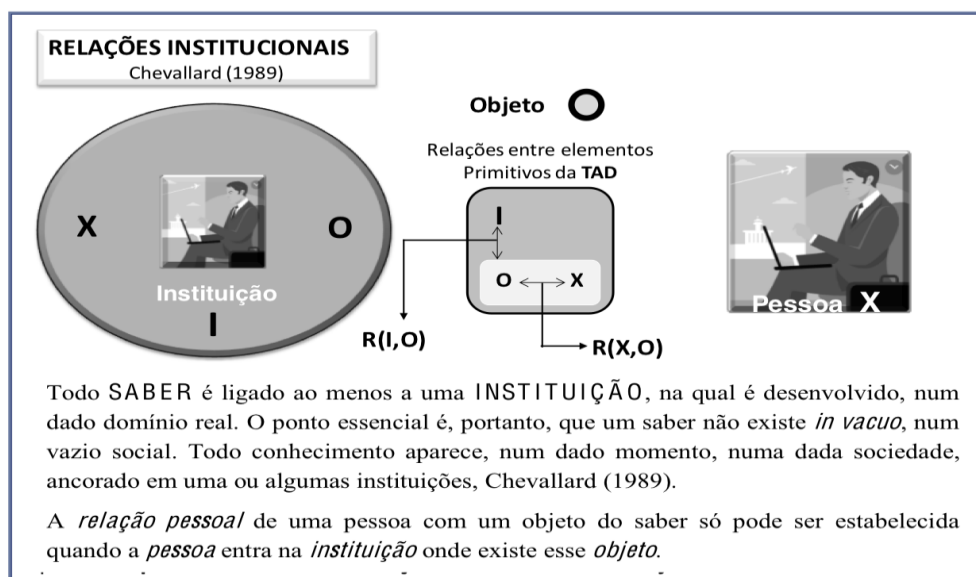 RELAÇÕES INSTITUCIONAIS
Chevallard (1989)
Objeto O
Relações entre elementos
Primitivos da TAD
X
O
Instituição
I
I
O X
R(I,O)
R(X,O)
Pessoa X
Todo SABER é ligado ao menos a uma INSTITUIÇÃO, na qual é desenvolvido, num
dado domínio real. O ponto essencial é, portanto, que um saber não existe in vacuo, num
vazio social. Todo conhecimento aparece, num dado momento, numa dada sociedade,
ancorado em uma ou algumas instituições, Chevallard (1989).
A relação pessoal de uma pessoa com um objeto do saber só pode ser estabelecida
quando a pessoa entra na instituição onde existe esse objeto.